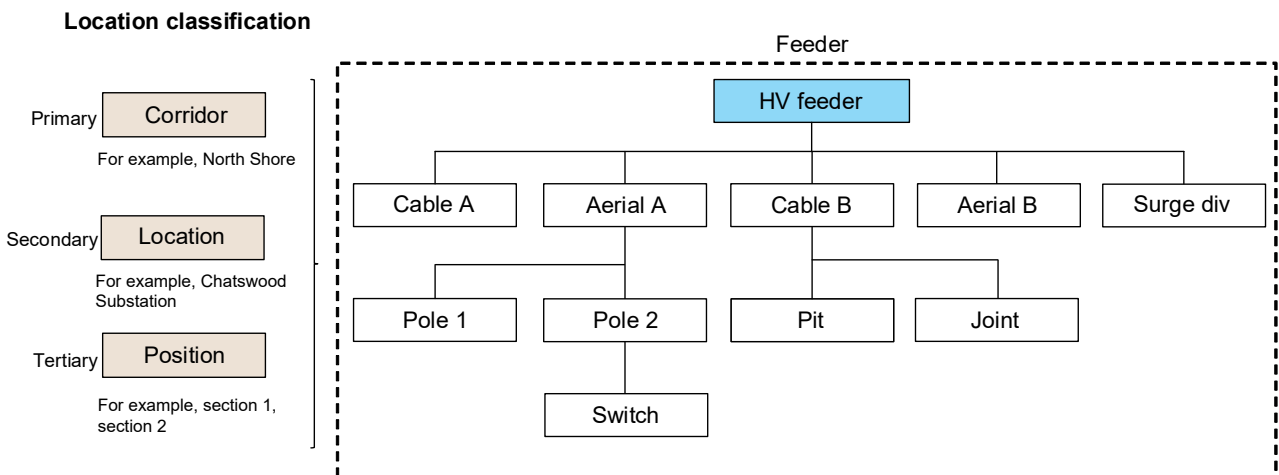 Location classification
Primary
Corridor
For example, North Shore
Secondary
Location
For example, Chatswood
Substation
Tertiary
Position
For example, section 1,
section 2
Feeder
HV feeder
Cable A
Aerial A
Cable B
Aerial B
Surge div
Pole 1
Pole 2
Pit
Joint
Switch